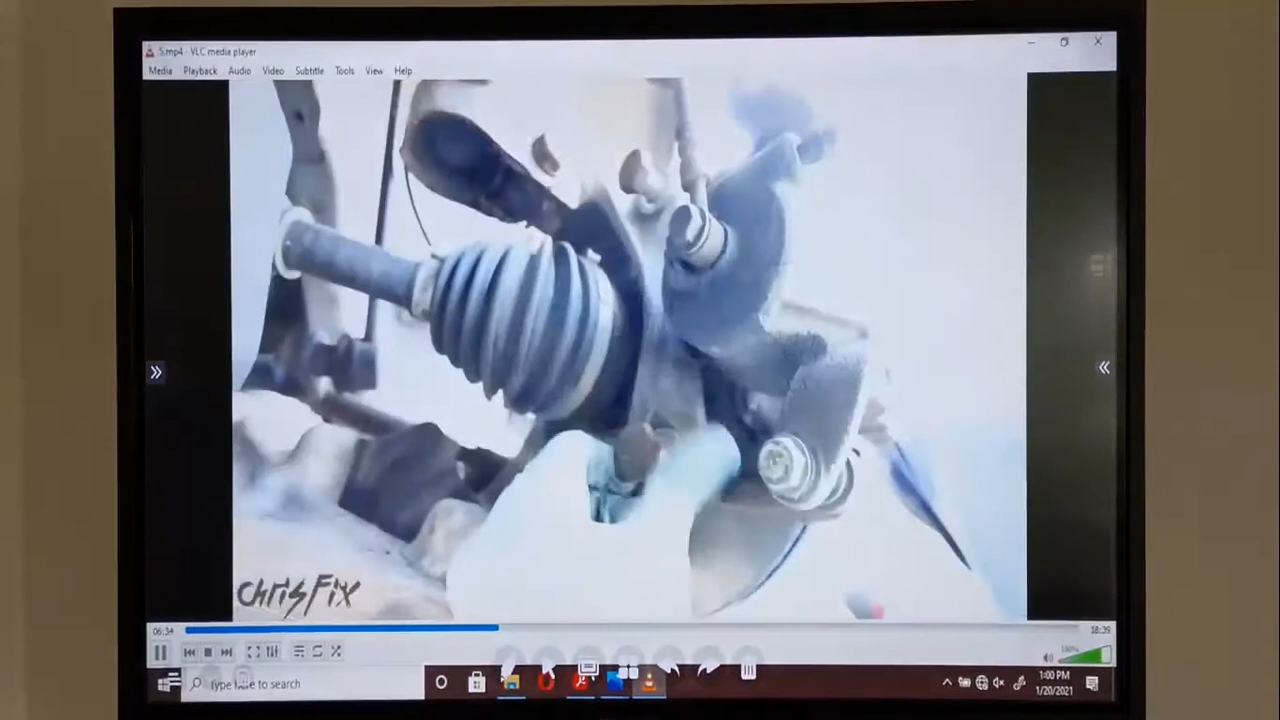 5.mp4 - VLC media player
Media Playback Audio Video Subtitle Tools View Help
chrisFix
06:34
18:39
100%
Type here to search
1:00 PM
1/20/2021